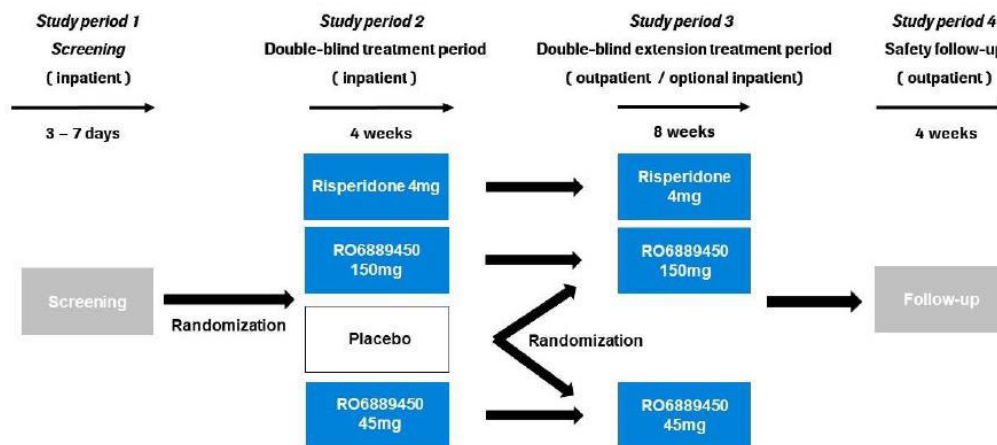 Study period 1
Screening
( inpatient )
3 – 7 days
Study period 2
Double-blind treatment period
( inpatient )
4 weeks
Study period 3
Double-blind extension treatment period
( outpatient / optional inpatient)
8 weeks
Study period 4
Safety follow-up
( outpatient )
4 weeks
Screening
Randomization
Risperidone 4mg
RO6889450
150mg
Placebo
RO6889450
45mg
Randomization
Risperidone
4mg
RO6889450
150mg
RO6889450
45mg
Follow-up